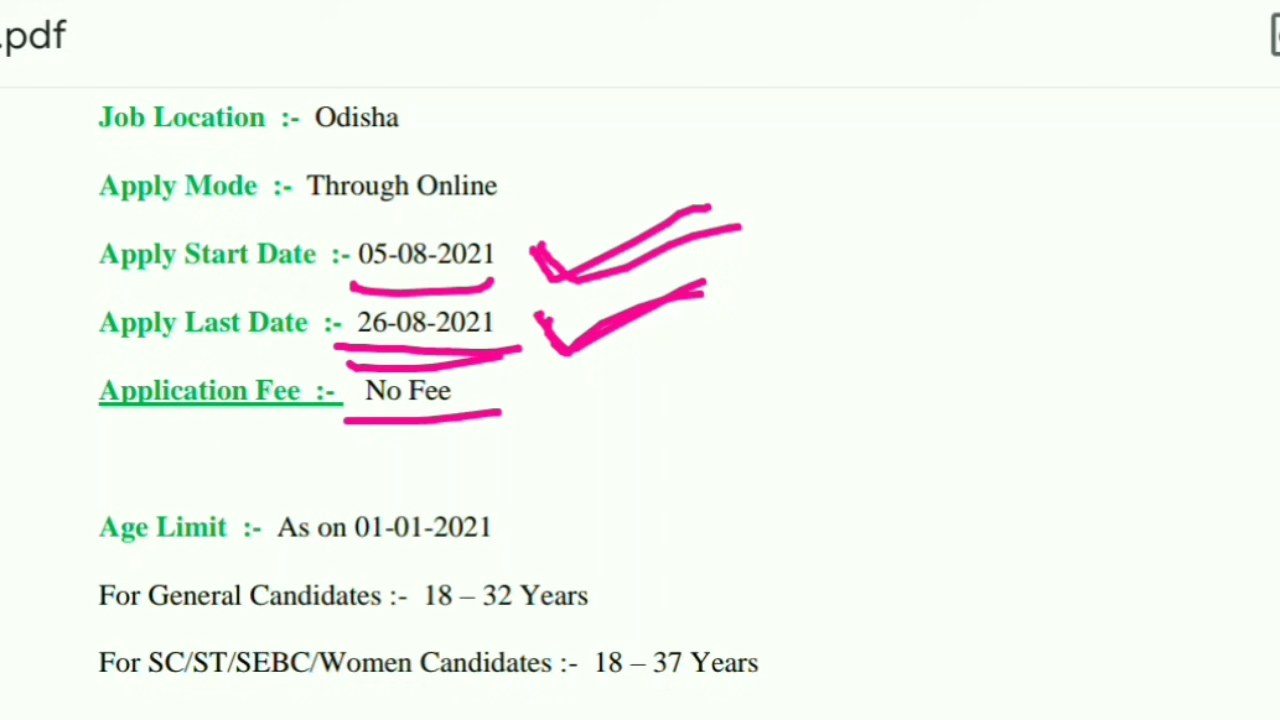 .pdf
Job Location :- Odisha
Apply Mode :- Through Online
Apply Start Date :- 05-08-2021
Apply Last Date :- 26-08-2021
Application Fee :- No Fee
Age Limit :- As on 01-01-2021
For General Candidates :- 18 – 32 Years
For SC/ST/SEBC/Women Candidates :- 18 – 37 Years